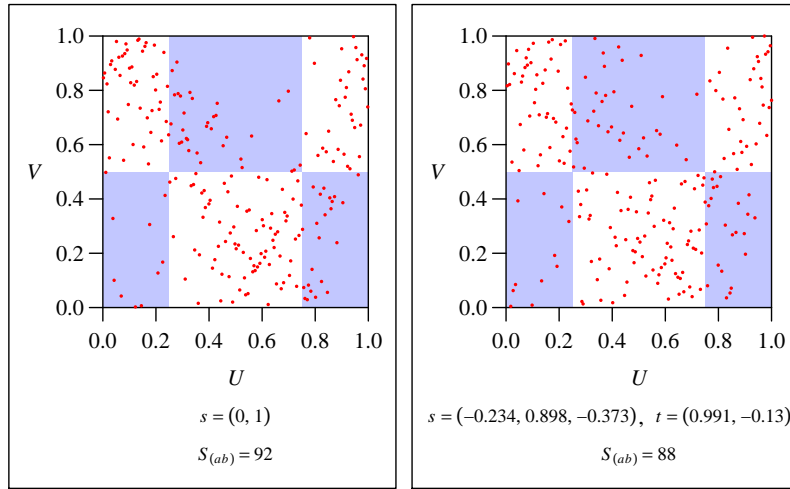 1.0
0.8
0.6
V
0.4
0.2
0.0
0.0 0.2 0.4 0.6 0.8 1.0
U
s = (0, 1)
S(ab) = 92
1.0
0.8
0.6
V
0.4
0.2
0.0
0.0 0.2 0.4 0.6 0.8 1.0
U
s = (−0.234, 0.898, −0.373), t = (0.991, −0.13)
S(ab) = 88